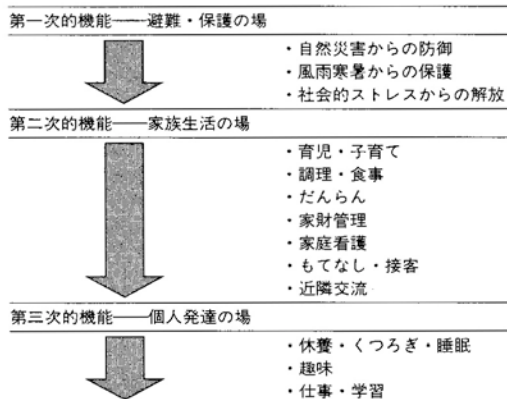 第一次的機能——避難・保護の場
・自然災害からの防御
・風雨寒暑からの保護
・社会的ストレスからの解放
第二次的機能——家族生活の場
・育児・子育て
・調理・食事
・だんらん
・家財管理
・家庭看護
・もてなし・接客
・近隣交流
第三次的機能——個人発達の場
・休養・くつろぎ・睡眠
・趣味
・仕事・学習